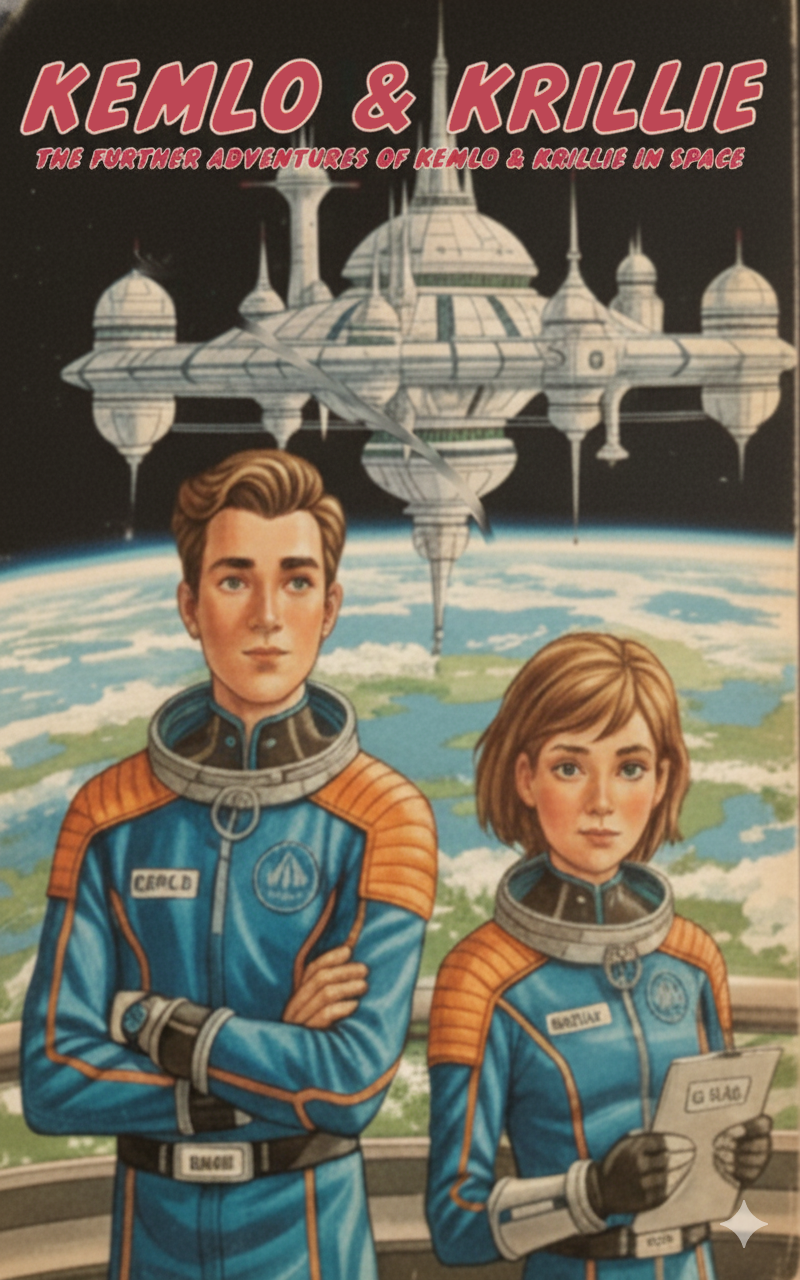 KEMLO & KRILLIE
THE FURTHER ADVENTURES OF KEMLO & KRILLIE IN SPACE